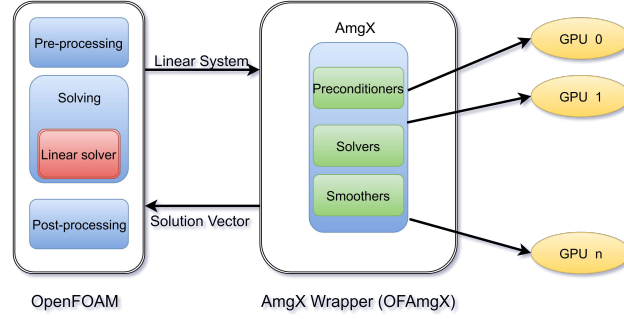 Pre-processing
Solving
Linear solver
Post-processing
OpenFOAM
Linear System
Solution Vector
AmgX
Preconditioners
Solvers
Smoothers
AmgX Wrapper (OFAmgX)
GPU 0
GPU 1
GPU n